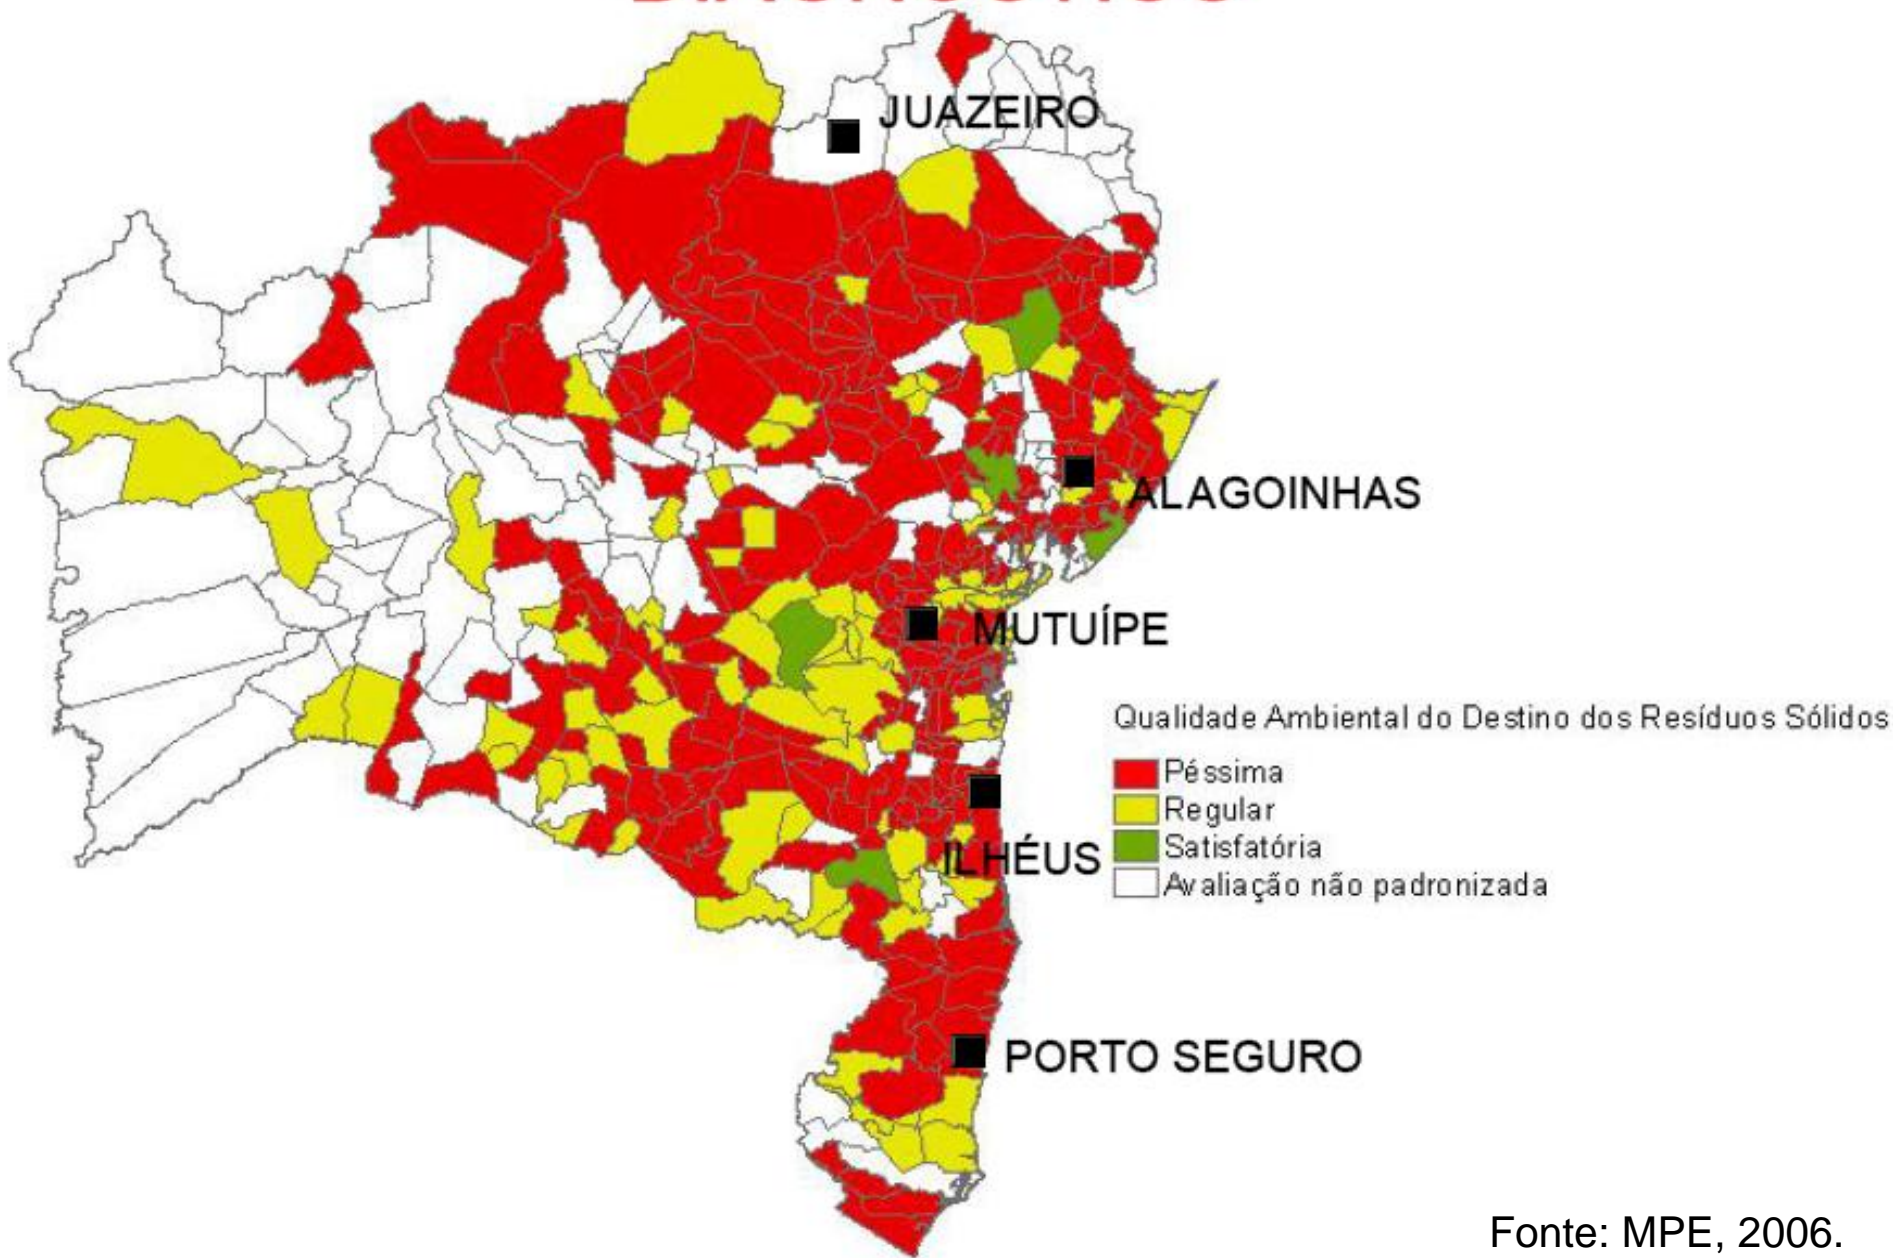 JUAZEIRO
ALAGOINHAS
MUTUÍPE
Qualidade Ambiental do Destino dos Resíduos Sólidos
Péssima
Regular
Satisfatória
Avaliação não padronizada
ILHÉUS
PORTO SEGURO
Fonte: MPE, 2006.